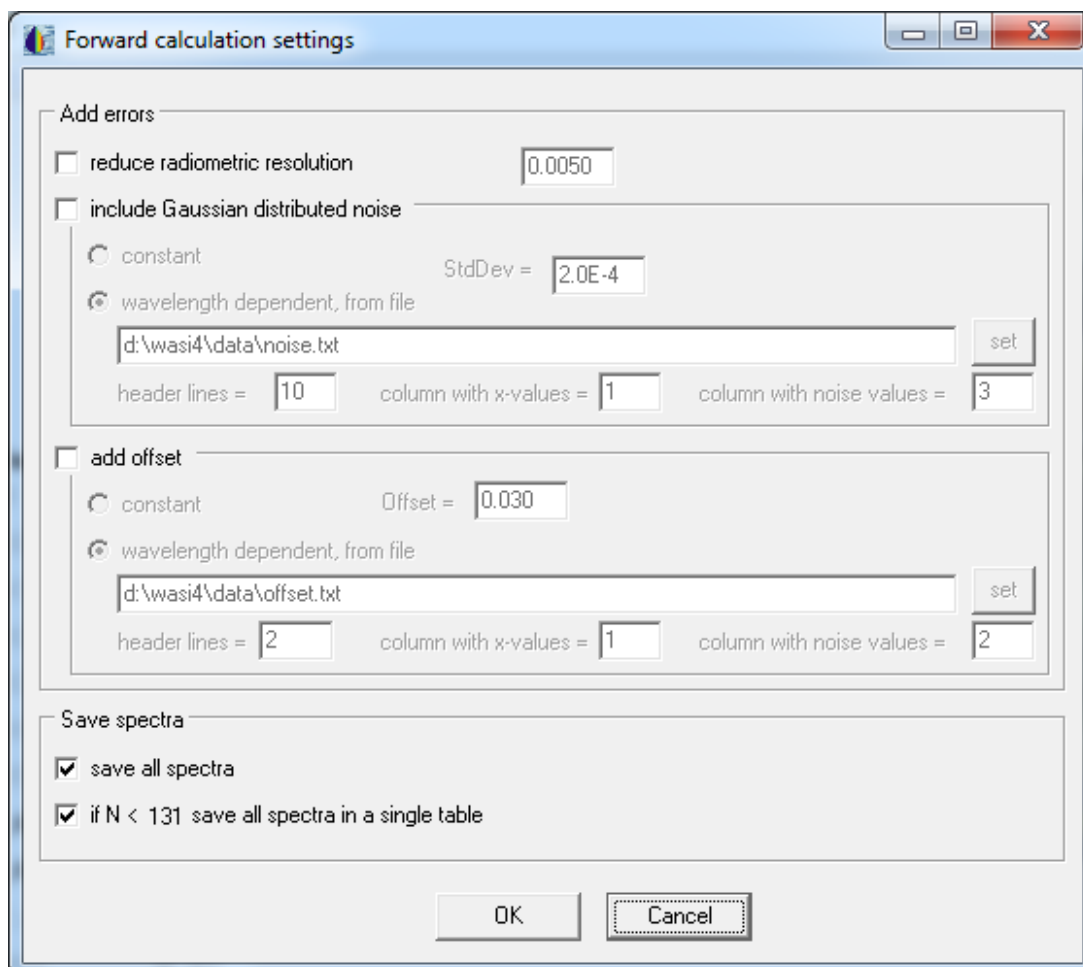 Forward calculation settings
Add errors
reduce radiometric resolution 0.0050
include Gaussian distributed noise
constant StdDev = 2.0E-4
wavelength dependent, from file
d:\wasi4\data\noise.txt set
header lines = 10 column with x-values = 1 column with noise values = 3
add offset
constant Offset = 0.030
wavelength dependent, from file
d:\wasi4\data\offset.txt set
header lines = 2 column with x-values = 1 column with noise values = 2
Save spectra
save all spectra
if N < 131 save all spectra in a single table
OK Cancel